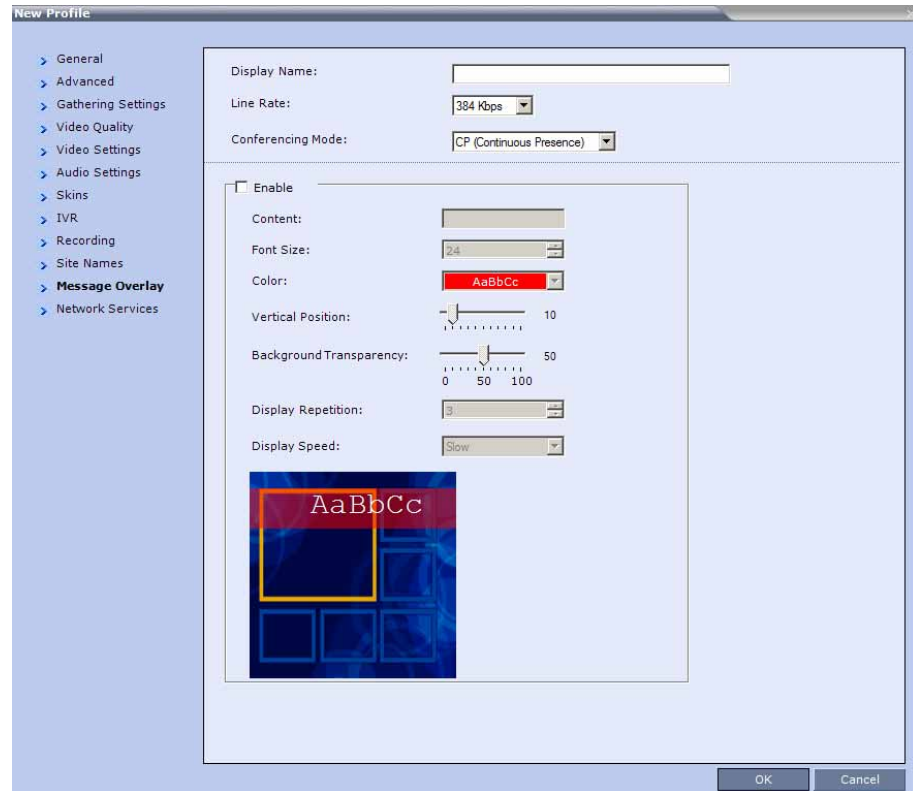 New Profile
General
Advanced
Gathering Settings
Video Quality
Video Settings
Audio Settings
Skins
IVR
Recording
Site Names
Message Overlay
Network Services
Display Name:
Line Rate: 384 Kbps
Conferencing Mode: CP (Continuous Presence)
Enable
Content:
Font Size: 24
Color: AaBbCc
Vertical Position: 10
Background Transparency: 50
0 50 100
Display Repetition: 3
Display Speed: Slow
AaBbCc
OK Cancel